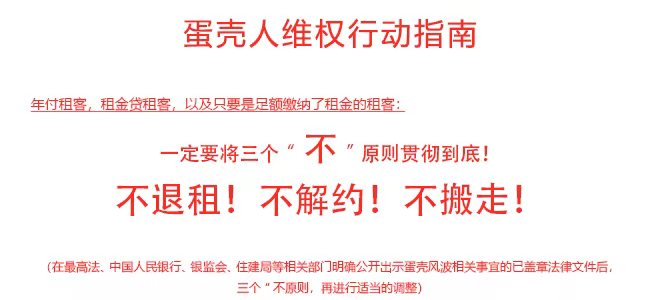 蛋壳人维权行动指南
年付租客，租金贷租客，以及只要是足额缴纳了租金的租客：
一定要将三个“不”原则贯彻到底！
不退租！不解约！不搬走！
（在最高法、中国人民银行、银监会、住建局等相关部门明确公开出示蛋壳风波相关事宜的已盖章法律文件后，
三个“不原则，再进行适当的调整）